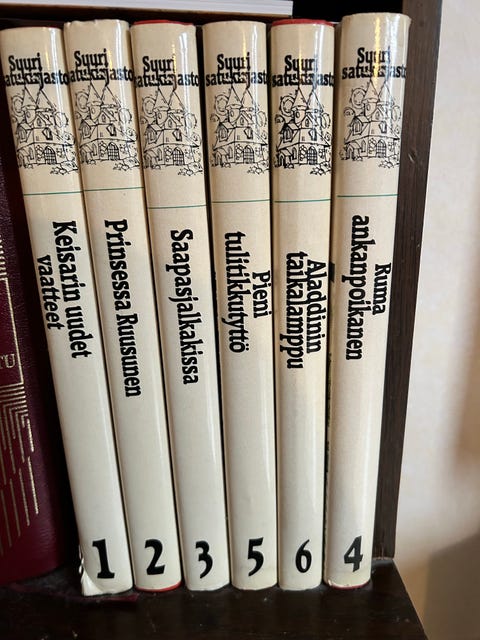 Suuri
satukirjasto
Keisarin uudet
vaatteet
1
Suuri
satukirjasto
Prinsessa Ruusunen
2
Suuri
satukirjasto
Saapasjalkakissa
3
Suuri
satukirjasto
Pieni
tulitikkutyttö
5
Suuri
satukirjasto
Aladdinin
taikalamppu
6
Suuri
satukirjasto
Ruma
ankanpoikanen
4
TU